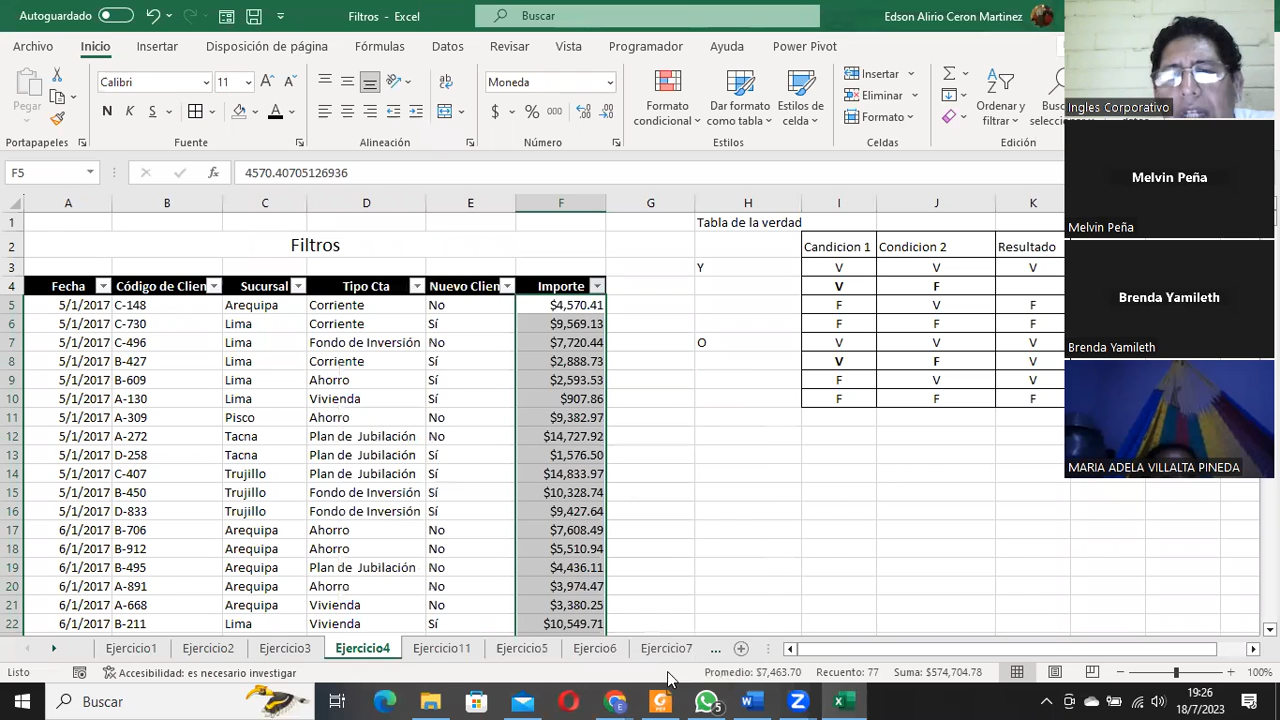 Autoguardado
Filtros - Excel
Buscar
Edson Alirio Ceron Martinez
Archivo Inicio Insertar Disposición de página Fórmulas Datos Revisar Vista Programador Ayuda Power Pivot
Pegar
Calibri 11
N K S
Moneda
$ % 000
Formato condicional
Dar formato como tabla
Estilos de celda
Insertar
Eliminar
Formato
Ordenar y filtrar
Portapapeles Fuente Alineación Número Estilos Celdas Edición
F5 fx 4570.40705126936
A B C D E F G H I J K
1 Tabla de la verdad
2 Filtros Candicion 1 Condicion 2 Resultado
3 Y V V V
4 Fecha Código de Clien Sucursal Tipo Cta Nuevo Clien Importe V F
5 5/1/2017 C-148 Arequipa Corriente No $4,570.41 F V F
6 5/1/2017 C-730 Lima Corriente Sí $9,569.13 F F F
7 5/1/2017 C-496 Lima Fondo de Inversión No $7,720.44 O V V V
8 5/1/2017 B-427 Lima Corriente Sí $2,888.73 V F V
9 5/1/2017 B-609 Lima Ahorro Sí $2,593.53 F V V
10 5/1/2017 A-130 Lima Vivienda Sí $907.86 F F F
11 5/1/2017 A-309 Pisco Ahorro No $9,382.97
12 5/1/2017 A-272 Tacna Plan de Jubilación No $14,727.92
13 5/1/2017 D-258 Tacna Plan de Jubilación Sí $1,576.50
14 5/1/2017 C-407 Trujillo Plan de Jubilación Sí $14,833.97
15 5/1/2017 B-450 Trujillo Fondo de Inversión Sí $10,328.74
16 5/1/2017 D-833 Trujillo Fondo de Inversión Sí $9,427.64
17 6/1/2017 B-706 Arequipa Ahorro No $7,608.49
18 6/1/2017 B-912 Arequipa Ahorro No $5,510.94
19 6/1/2017 B-495 Arequipa Plan de Jubilación No $4,436.11
20 6/1/2017 A-891 Arequipa Ahorro No $3,974.47
21 6/1/2017 A-668 Arequipa Vivienda No $3,380.25
22 6/1/2017 B-211 Lima Vivienda Sí $10,549.71
Ejercicio1 Ejercicio2 Ejercicio3 Ejercicio4 Ejercicio11 Ejercicio5 Ejercio6 Ejercicio7 ...
Listo Accesibilidad: es necesario investigar Promedio: $7,463.70 Recuento: 77 Suma: $574,704.78 100%
Buscar
5
19:26
18/7/2023
Ingles Corporativo
Melvin Peña
Melvin Peña
Brenda Yamileth
Brenda Yamileth
MARIA ADELA VILLALTA PINEDA